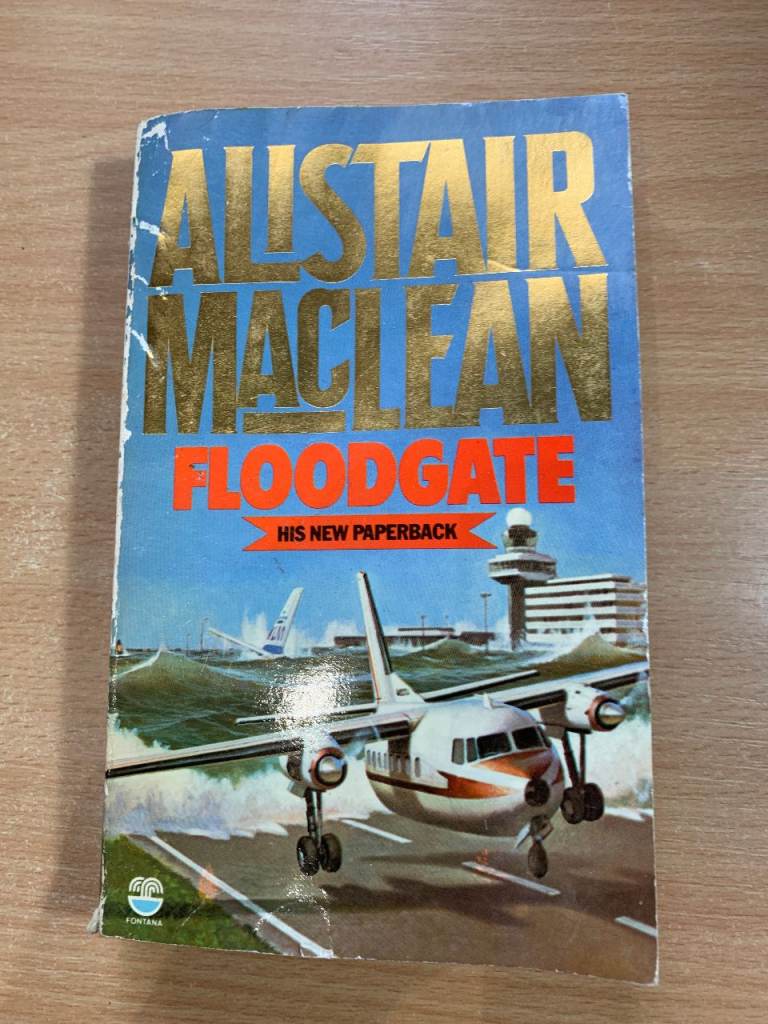 ALISTAIR
MACLEAN
FLOODGATE
HIS NEW PAPERBACK
FONTANA